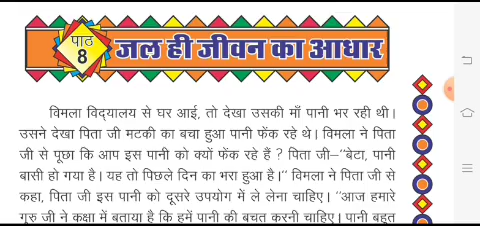 पाठ
8
जल ही जीवन का आधार
विमला विद्यालय से घर आई, तो देखा उसकी माँ पानी भर रही थी।
उसने देखा पिता जी मटकी का बचा हुआ पानी फेंक रहे थे। विमला ने पिता
जी से पूछा कि आप इस पानी को क्यों फेंक रहे हैं ? पिता जी–“बेटा, पानी
बासी हो गया है। यह तो पिछले दिन का भरा हुआ है।” विमला ने पिता जी से
कहा, पिता जी इस पानी को दूसरे उपयोग में ले लेना चाहिए। “आज हमारे
गुरु जी ने कक्षा में बताया है कि हमें पानी की बचत करनी चाहिए। पानी बहुत